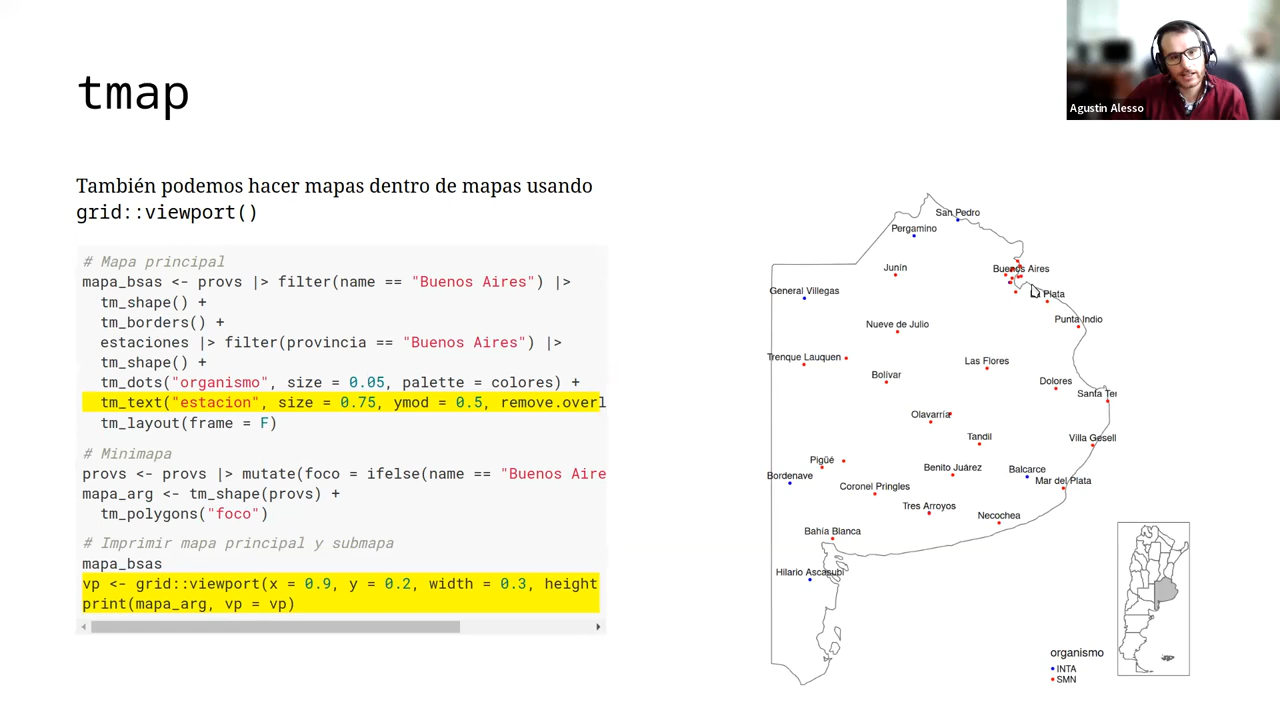 tmap
Agustin Alesso
También podemos hacer mapas dentro de mapas usando
grid::viewport()
# Mapa principal
mapa_bsas <- provs |> filter(name == "Buenos Aires") |>
tm_shape() +
tm_borders() +
estaciones |> filter(provincia == "Buenos Aires") |>
tm_shape() +
tm_dots("organismo", size = 0.05, palette = colores) +
tm_text("estacion", size = 0.75, ymod = 0.5, remove.overl
tm_layout(frame = F)
# Minimapa
provs <- provs |> mutate(foco = ifelse(name == "Buenos Aire
mapa_arg <- tm_shape(provs) +
tm_polygons("foco")
# Imprimir mapa principal y submapa
mapa_bsas
vp <- grid::viewport(x = 0.9, y = 0.2, width = 0.3, height
print(mapa_arg, vp = vp)
San Pedro
Pergamino
Junín
Buenos Aires
General Villegas
La Plata
Punta Indio
Nueve de Julio
Trenque Lauquen
Las Flores
Bolívar
Dolores
Santa Ter
Olavarría
Tandil
Villa Gesell
Pigüé
Benito Juárez
Balcarce
Bordenave
Mar del Plata
Coronel Pringles
Tres Arroyos
Necochea
Bahía Blanca
Hilario Ascasubi
organismo
INTA
SMN